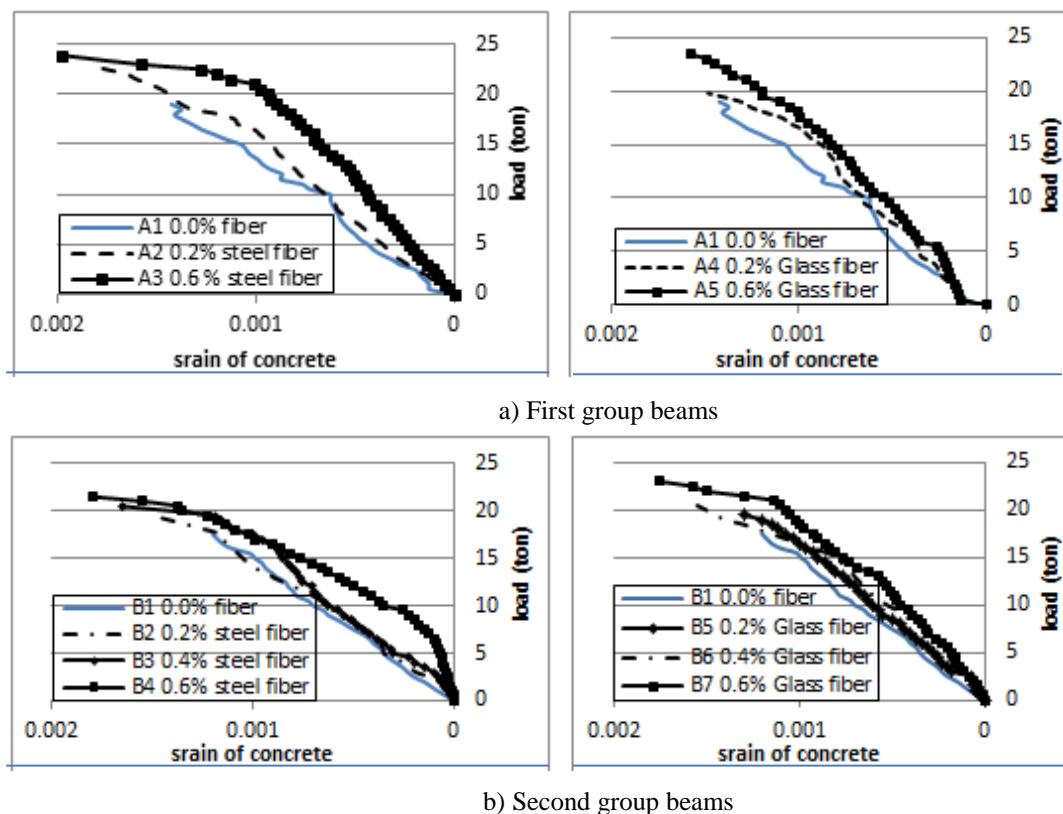 25
20
15
10
5
0
load (ton)
A1 0.0% fiber
A2 0.2% steel fiber
A3 0.6% steel fiber
0.002 0.001 0
srain of concrete
25
20
15
10
5
0
load (ton)
A1 0.0% fiber
A4 0.2% Glass fiber
A5 0.6% Glass fiber
0.002 0.001 0
srain of concrete
a) First group beams
25
20
15
10
5
0
load (ton)
B1 0.0% fiber
B2 0.2% steel fiber
B3 0.4% steel fiber
B4 0.6% steel fiber
0.002 0.001 0
srain of concrete
25
20
15
10
5
0
load (ton)
B1 0.0% fiber
B5 0.2% Glass fiber
B6 0.4% Glass fiber
B7 0.6% Glass fiber
0.002 0.001 0
srain of concrete
b) Second group beams